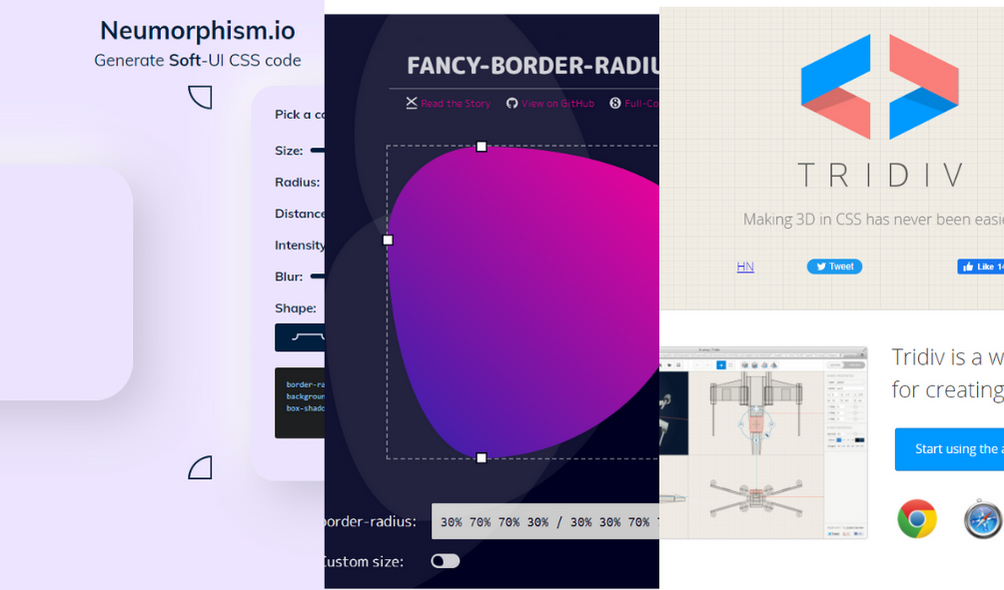 Neumorphism.io
Generate Soft-UI CSS code
Pick a co
Size:
Radius:
Distance
Intensity
Blur:
Shape:
border-ra
background
box-shado
FANCY-BORDER-RADIU
Read the Story
View on GitHub
Full-Co
border-radius:
30% 70% 70% 30% / 30% 30% 70% 7
Custom size:
TRIDIV
Making 3D in CSS has never been easie
HN
Tweet
Like 14
Tridiv is a w
for creating
Start using the a